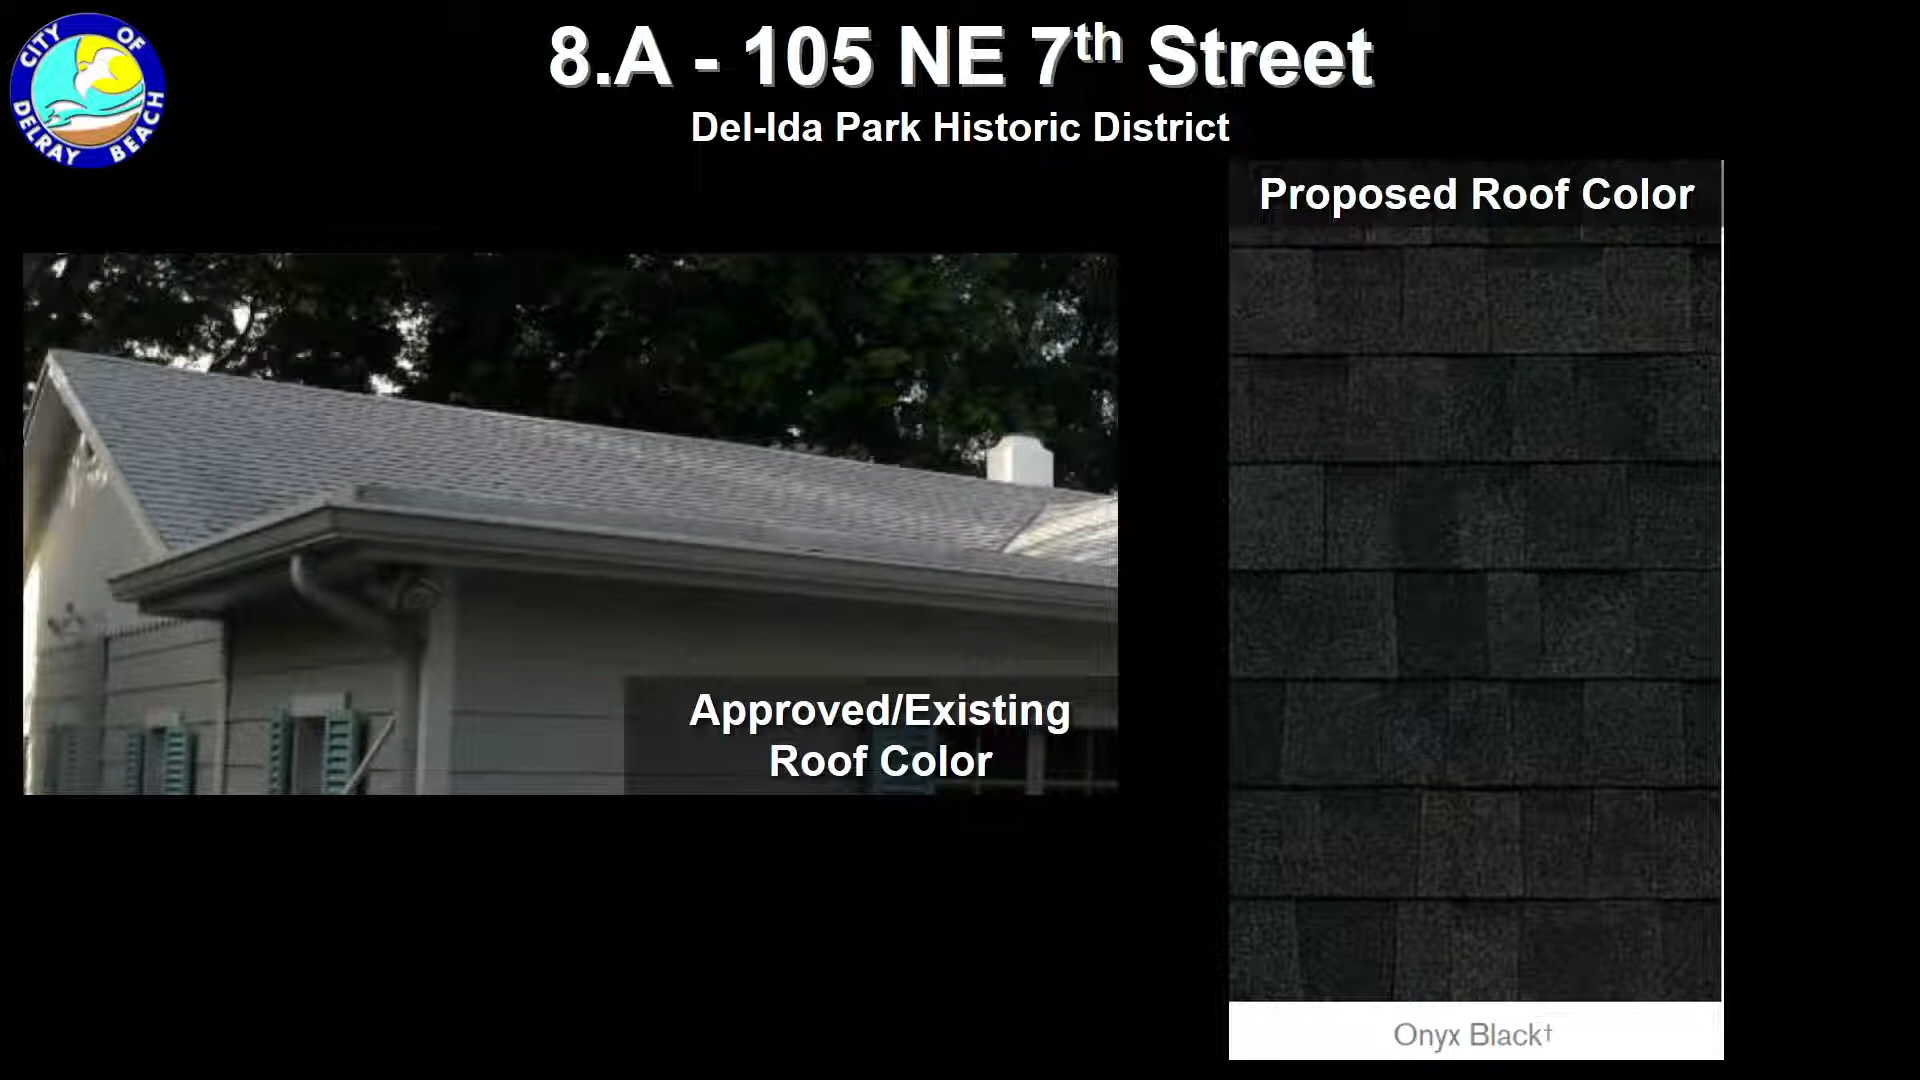 CITY OF
DELRAY BEACH
8.A - 105 NE 7th Street
Del-Ida Park Historic District
Proposed Roof Color
Approved/Existing
Roof Color
Onyx Black†